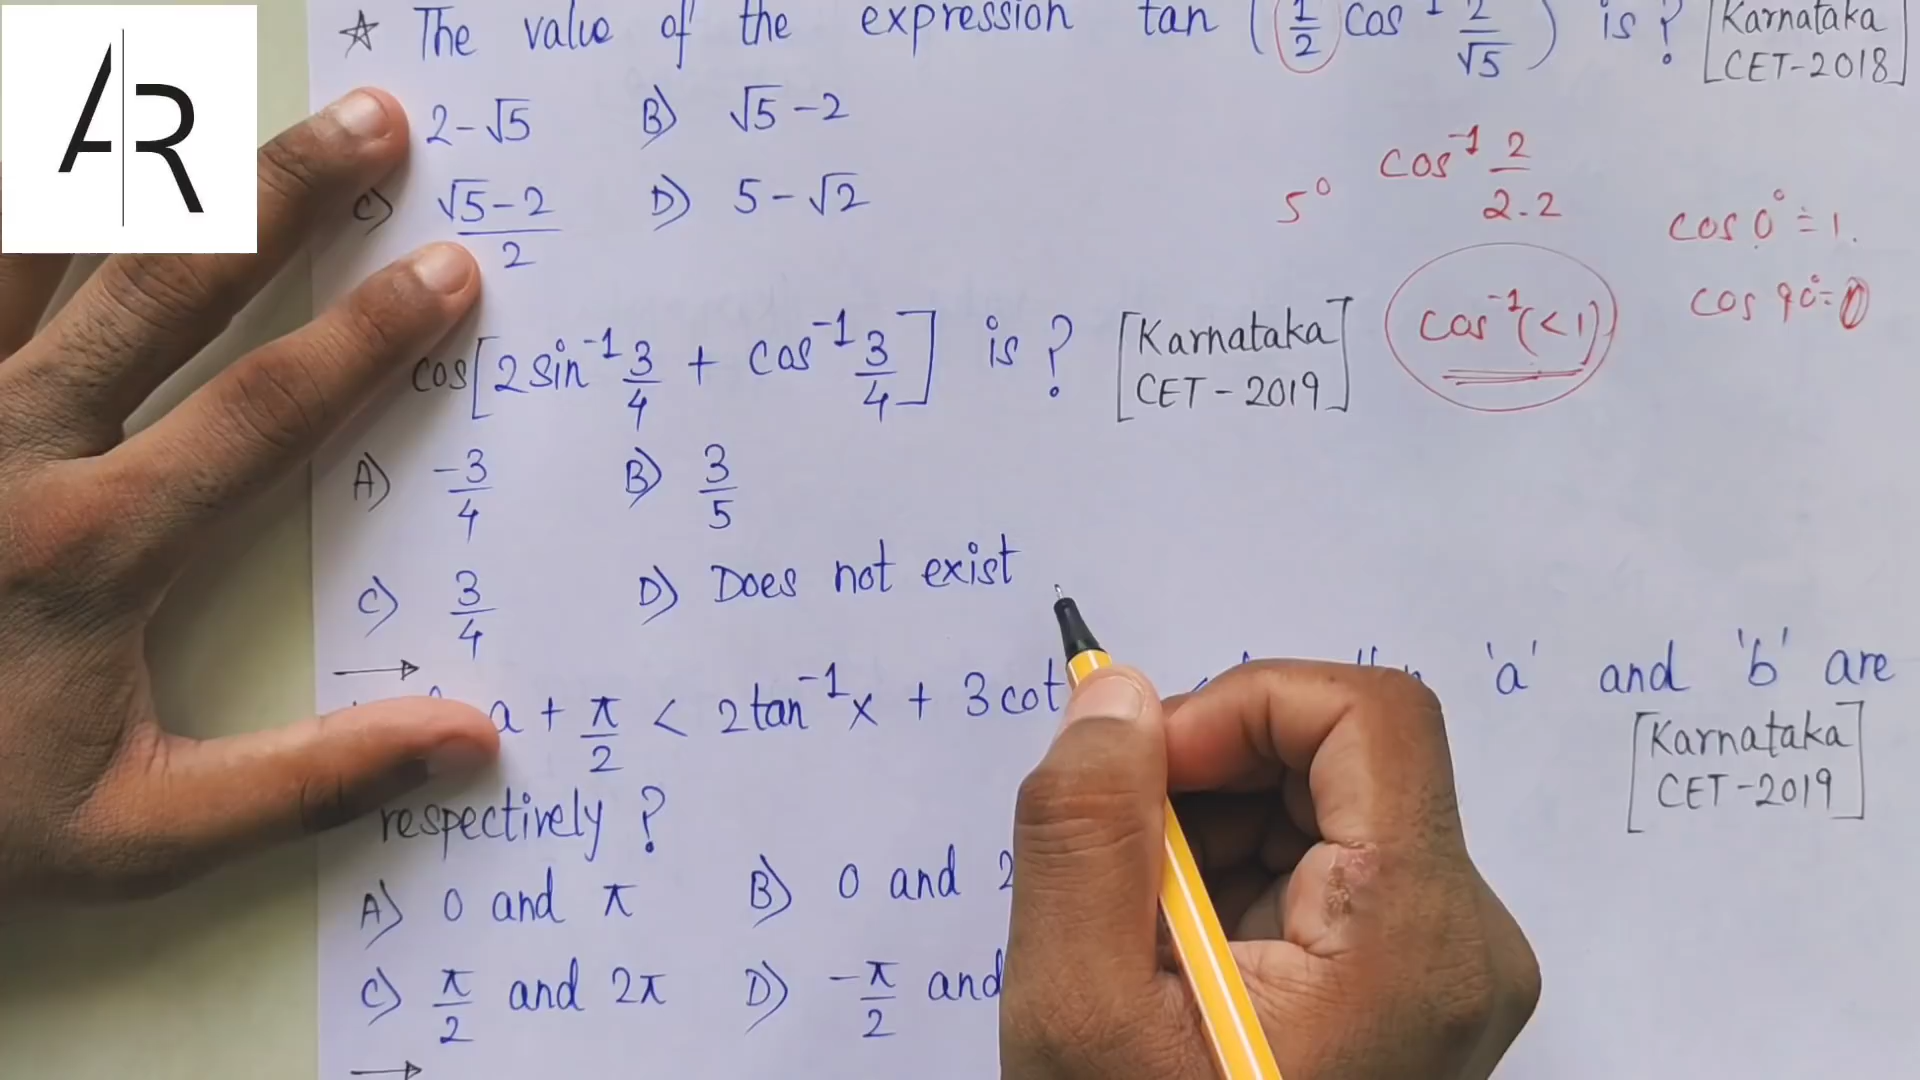 AR
☆ The value of the expression tan (1/2 cos⁻¹ 2/√5) is ? [Karnataka CET-2018]
2-√5 B) √5-2
C) √5-2/2 D) 5-√2
5° cos⁻¹ 2/2.2
cos 0° = 1.
cos 90° = 0
cos⁻¹(<1)
cos[2 sin⁻¹ 3/4 + cos⁻¹ 3/4] is ? [Karnataka CET-2019]
A) -3/4 B) 3/5
C) 3/4 D) Does not exist
→
a + π/2 < 2tan⁻¹x + 3cot 'a' and 'b' are
respectively ? [Karnataka CET-2019]
A) 0 and π B) 0 and 2
C) π/2 and 2π D) -π/2 and
→